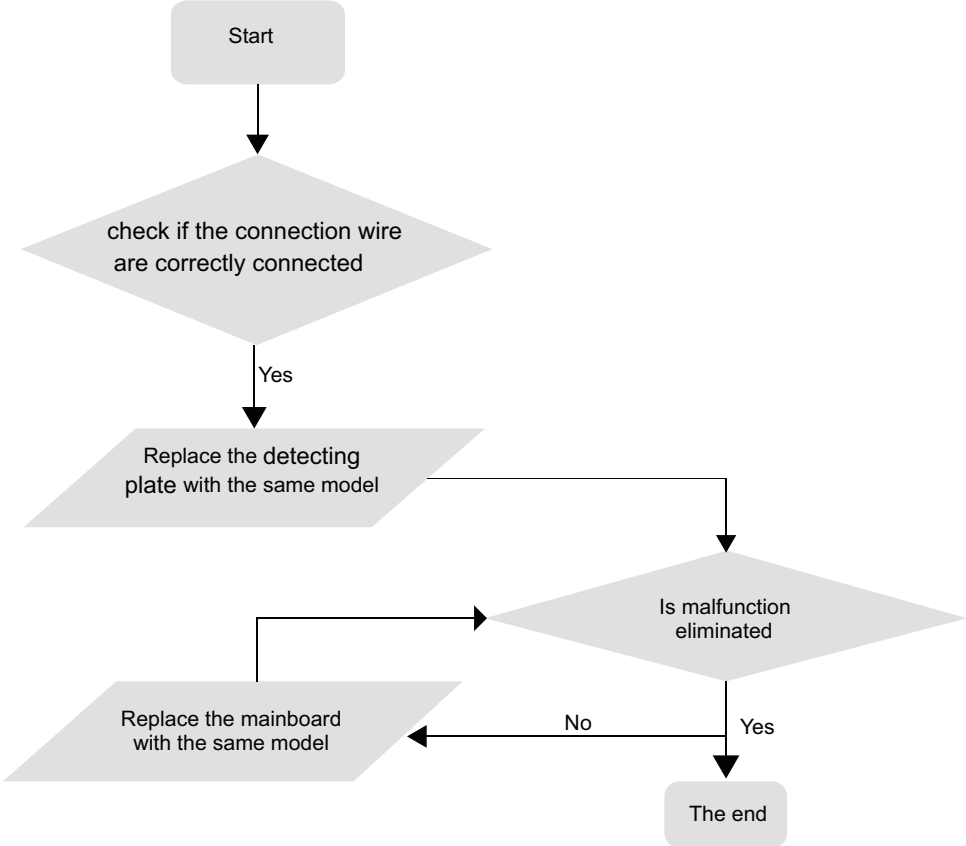 Start
check if the connection wire
are correctly connected
Yes
Replace the detecting
plate with the same model
Is malfunction
eliminated
Replace the mainboard
with the same model
No
Yes
The end